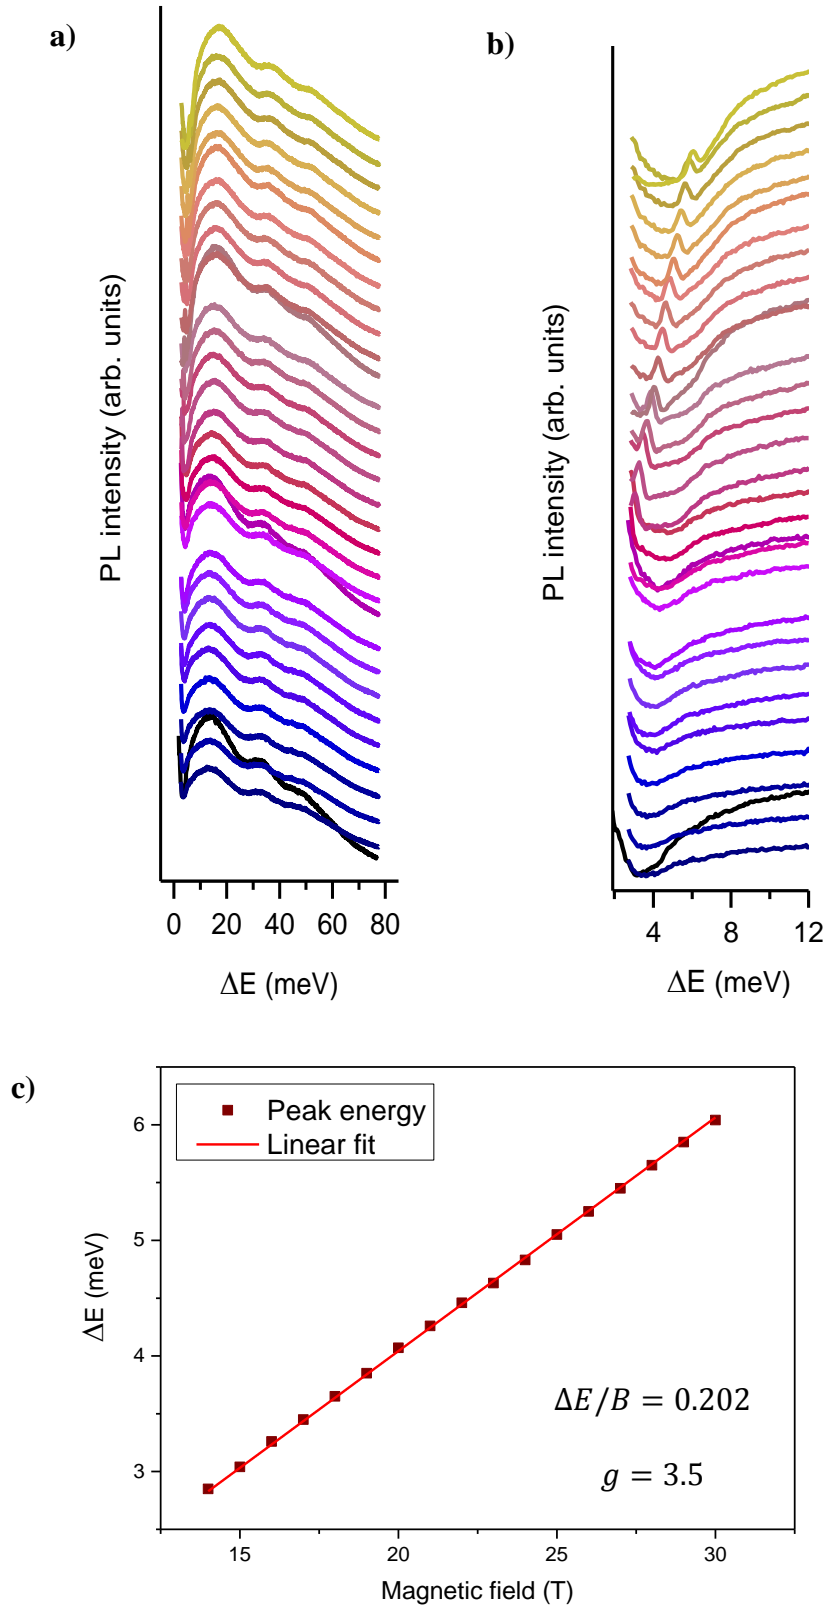 a)
b)
PL intensity (arb. units)
PL intensity (arb. units)
0 20 40 60 80
4 8 12
ΔE (meV)
ΔE (meV)
c)
Peak energy
Linear fit
6
5
4
3
ΔE (meV)
ΔE/B = 0.202
g = 3.5
15 20 25 30
Magnetic field (T)